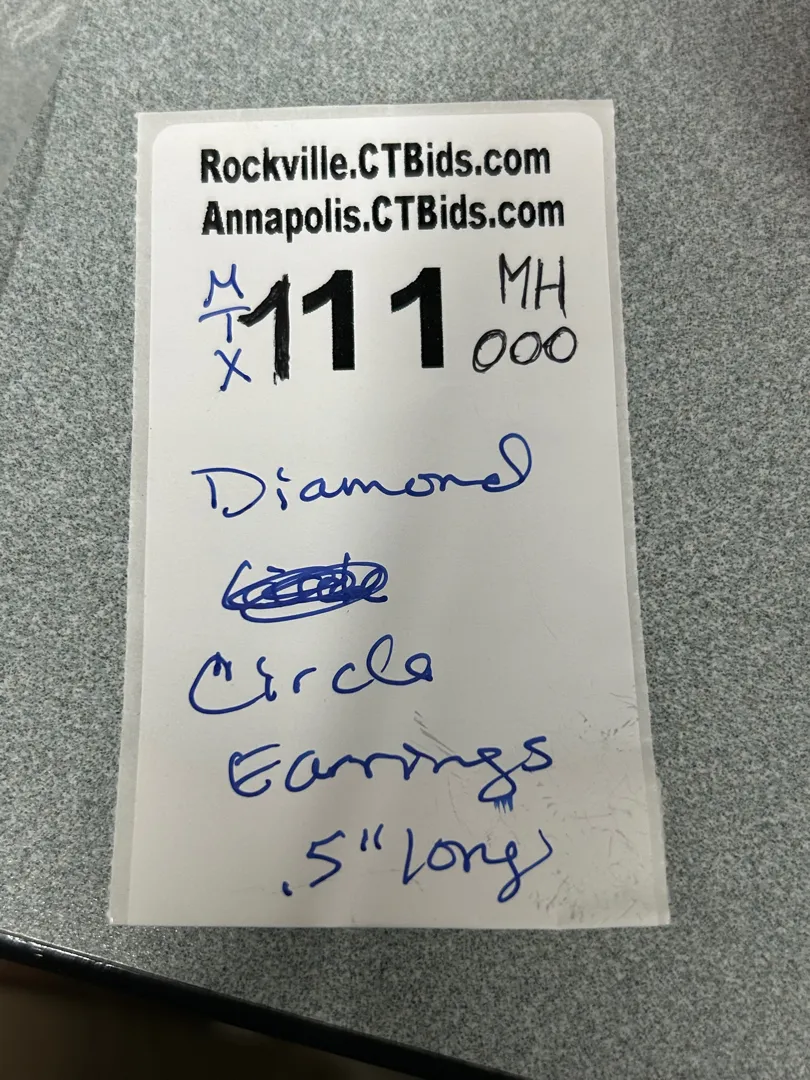 Rockville.CTBids.com
Annapolis.CTBids.com
M
T
X
111
MH
000
Diamond
Circle
Earrings
.5" long